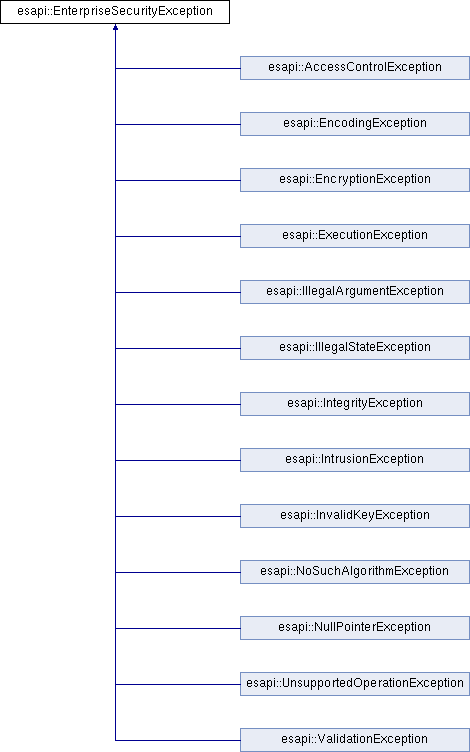 esapi::EnterpriseSecurityException
esapi::AccessControlException
esapi::EncodingException
esapi::EncryptionException
esapi::ExecutionException
esapi::IllegalArgumentException
esapi::IllegalStateException
esapi::IntegrityException
esapi::IntrusionException
esapi::InvalidKeyException
esapi::NoSuchAlgorithmException
esapi::NullPointerException
esapi::UnsupportedOperationException
esapi::ValidationException